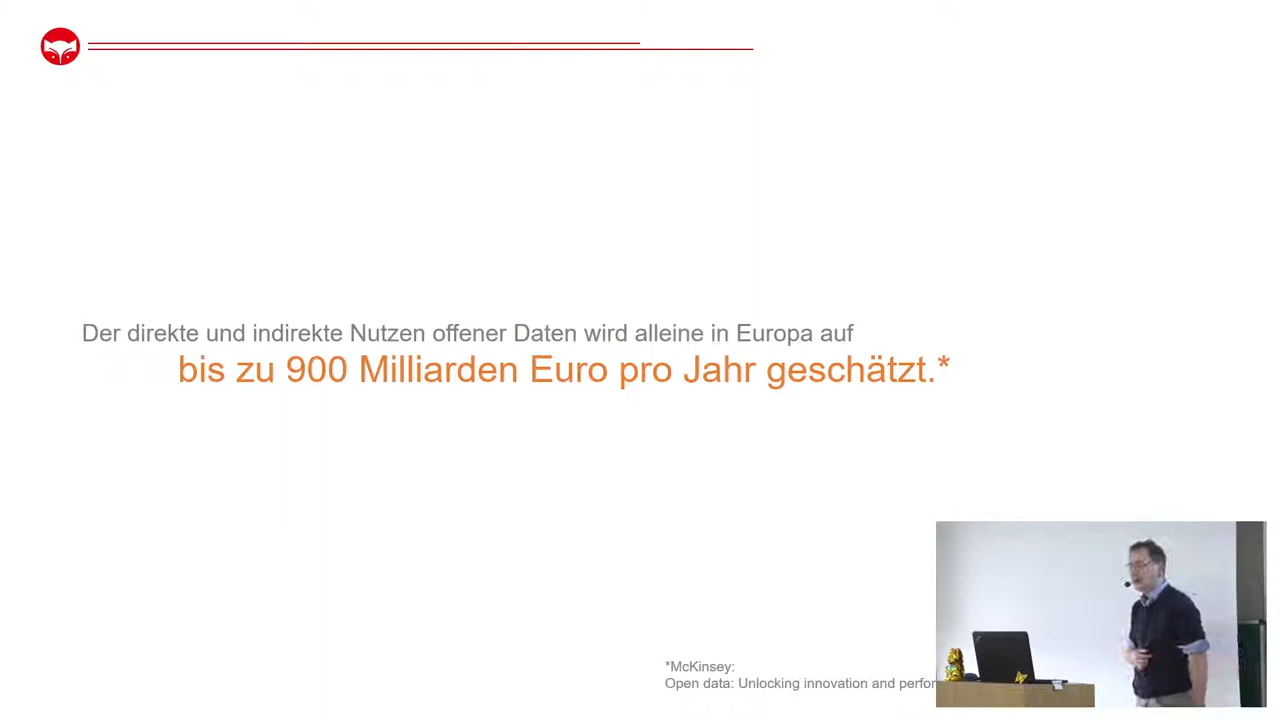 Der direkte und indirekte Nutzen offener Daten wird alleine in Europa auf
bis zu 900 Milliarden Euro pro Jahr geschätzt.*
*McKinsey:
Open data: Unlocking innovation and